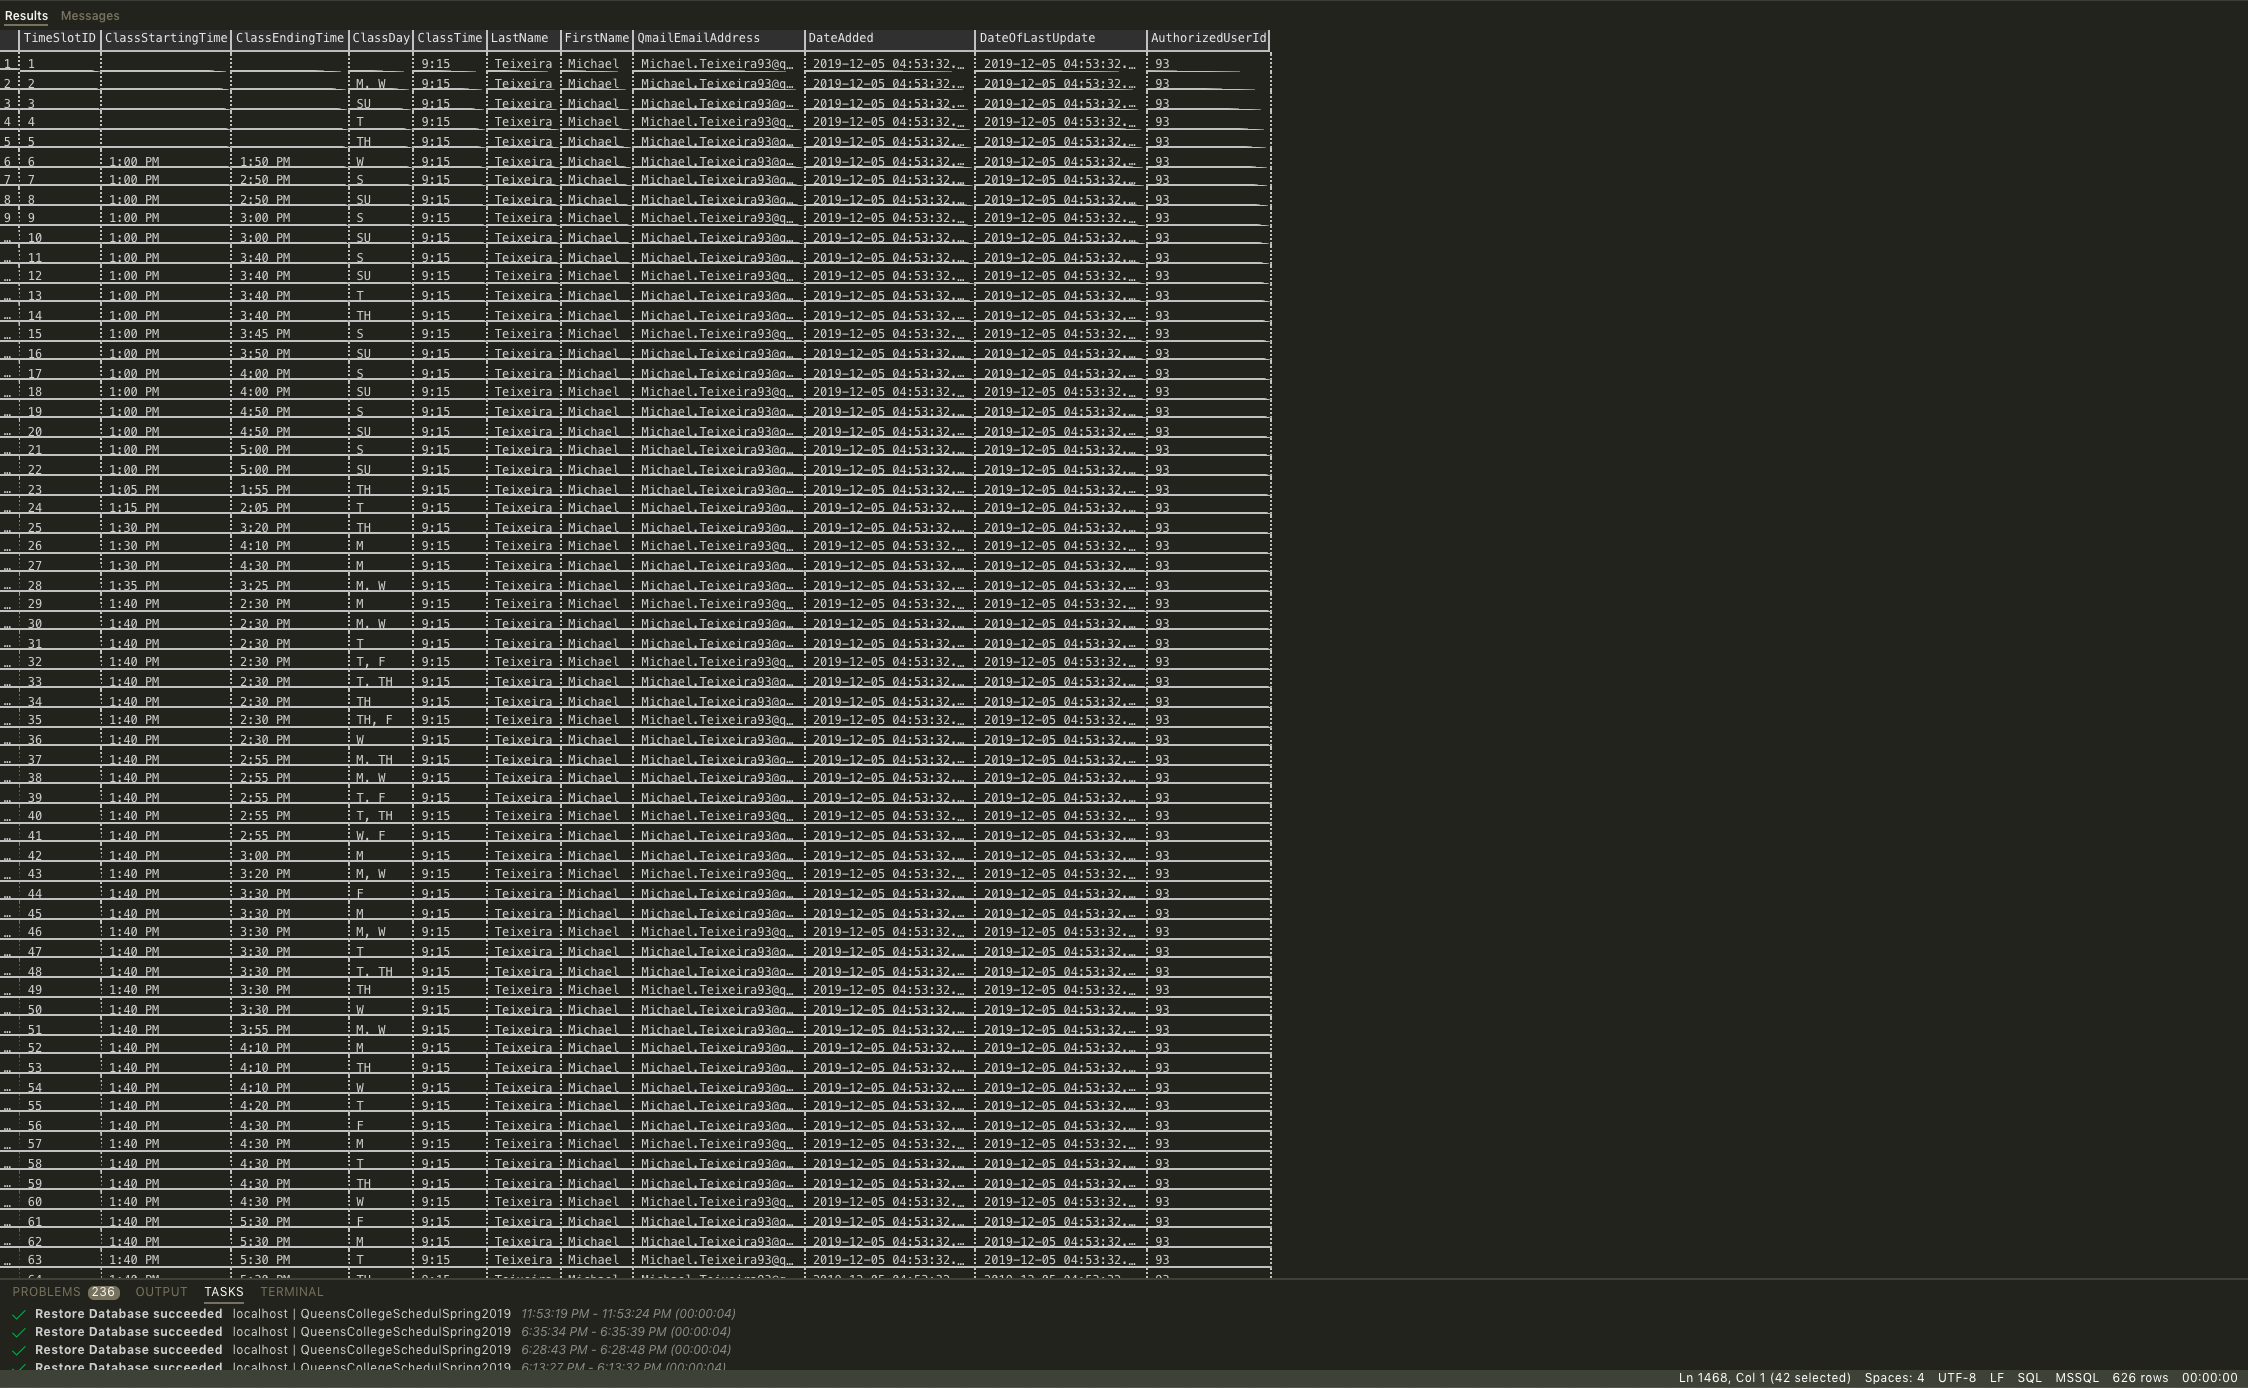 Results Messages
TimeSlotID ClassStartingTime ClassEndingTime ClassDay ClassTime LastName FirstName QmailEmailAddress DateAdded DateOfLastUpdate AuthorizedUserId
1 1 9:15 Teixeira Michael Michael.Teixeira93@q… 2019-12-05 04:53:32.… 2019-12-05 04:53:32.… 93
2 2 M, W 9:15 Teixeira Michael Michael.Teixeira93@q… 2019-12-05 04:53:32.… 2019-12-05 04:53:32.… 93
3 3 SU 9:15 Teixeira Michael Michael.Teixeira93@q… 2019-12-05 04:53:32.… 2019-12-05 04:53:32.… 93
4 4 T 9:15 Teixeira Michael Michael.Teixeira93@q… 2019-12-05 04:53:32.… 2019-12-05 04:53:32.… 93
5 5 TH 9:15 Teixeira Michael Michael.Teixeira93@q… 2019-12-05 04:53:32.… 2019-12-05 04:53:32.… 93
6 6 1:00 PM 1:50 PM W 9:15 Teixeira Michael Michael.Teixeira93@q… 2019-12-05 04:53:32.… 2019-12-05 04:53:32.… 93
7 7 1:00 PM 2:50 PM S 9:15 Teixeira Michael Michael.Teixeira93@q… 2019-12-05 04:53:32.… 2019-12-05 04:53:32.… 93
8 8 1:00 PM 2:50 PM SU 9:15 Teixeira Michael Michael.Teixeira93@q… 2019-12-05 04:53:32.… 2019-12-05 04:53:32.… 93
9 9 1:00 PM 3:00 PM S 9:15 Teixeira Michael Michael.Teixeira93@q… 2019-12-05 04:53:32.… 2019-12-05 04:53:32.… 93
… 10 1:00 PM 3:00 PM SU 9:15 Teixeira Michael Michael.Teixeira93@q… 2019-12-05 04:53:32.… 2019-12-05 04:53:32.… 93
… 11 1:00 PM 3:40 PM S 9:15 Teixeira Michael Michael.Teixeira93@q… 2019-12-05 04:53:32.… 2019-12-05 04:53:32.… 93
… 12 1:00 PM 3:40 PM SU 9:15 Teixeira Michael Michael.Teixeira93@q… 2019-12-05 04:53:32.… 2019-12-05 04:53:32.… 93
… 13 1:00 PM 3:40 PM T 9:15 Teixeira Michael Michael.Teixeira93@q… 2019-12-05 04:53:32.… 2019-12-05 04:53:32.… 93
… 14 1:00 PM 3:40 PM TH 9:15 Teixeira Michael Michael.Teixeira93@q… 2019-12-05 04:53:32.… 2019-12-05 04:53:32.… 93
… 15 1:00 PM 3:45 PM S 9:15 Teixeira Michael Michael.Teixeira93@q… 2019-12-05 04:53:32.… 2019-12-05 04:53:32.… 93
… 16 1:00 PM 3:50 PM SU 9:15 Teixeira Michael Michael.Teixeira93@q… 2019-12-05 04:53:32.… 2019-12-05 04:53:32.… 93
… 17 1:00 PM 4:00 PM S 9:15 Teixeira Michael Michael.Teixeira93@q… 2019-12-05 04:53:32.… 2019-12-05 04:53:32.… 93
… 18 1:00 PM 4:00 PM SU 9:15 Teixeira Michael Michael.Teixeira93@q… 2019-12-05 04:53:32.… 2019-12-05 04:53:32.… 93
… 19 1:00 PM 4:50 PM S 9:15 Teixeira Michael Michael.Teixeira93@q… 2019-12-05 04:53:32.… 2019-12-05 04:53:32.… 93
… 20 1:00 PM 4:50 PM SU 9:15 Teixeira Michael Michael.Teixeira93@q… 2019-12-05 04:53:32.… 2019-12-05 04:53:32.… 93
… 21 1:00 PM 5:00 PM S 9:15 Teixeira Michael Michael.Teixeira93@q… 2019-12-05 04:53:32.… 2019-12-05 04:53:32.… 93
… 22 1:00 PM 5:00 PM SU 9:15 Teixeira Michael Michael.Teixeira93@q… 2019-12-05 04:53:32.… 2019-12-05 04:53:32.… 93
… 23 1:05 PM 1:55 PM TH 9:15 Teixeira Michael Michael.Teixeira93@q… 2019-12-05 04:53:32.… 2019-12-05 04:53:32.… 93
… 24 1:15 PM 2:05 PM T 9:15 Teixeira Michael Michael.Teixeira93@q… 2019-12-05 04:53:32.… 2019-12-05 04:53:32.… 93
… 25 1:30 PM 3:20 PM TH 9:15 Teixeira Michael Michael.Teixeira93@q… 2019-12-05 04:53:32.… 2019-12-05 04:53:32.… 93
… 26 1:30 PM 4:10 PM M 9:15 Teixeira Michael Michael.Teixeira93@q… 2019-12-05 04:53:32.… 2019-12-05 04:53:32.… 93
… 27 1:30 PM 4:30 PM M 9:15 Teixeira Michael Michael.Teixeira93@q… 2019-12-05 04:53:32.… 2019-12-05 04:53:32.… 93
… 28 1:35 PM 3:25 PM M, W 9:15 Teixeira Michael Michael.Teixeira93@q… 2019-12-05 04:53:32.… 2019-12-05 04:53:32.… 93
… 29 1:40 PM 2:30 PM M 9:15 Teixeira Michael Michael.Teixeira93@q… 2019-12-05 04:53:32.… 2019-12-05 04:53:32.… 93
… 30 1:40 PM 2:30 PM M, W 9:15 Teixeira Michael Michael.Teixeira93@q… 2019-12-05 04:53:32.… 2019-12-05 04:53:32.… 93
… 31 1:40 PM 2:30 PM T 9:15 Teixeira Michael Michael.Teixeira93@q… 2019-12-05 04:53:32.… 2019-12-05 04:53:32.… 93
… 32 1:40 PM 2:30 PM T, F 9:15 Teixeira Michael Michael.Teixeira93@q… 2019-12-05 04:53:32.… 2019-12-05 04:53:32.… 93
… 33 1:40 PM 2:30 PM T, TH 9:15 Teixeira Michael Michael.Teixeira93@q… 2019-12-05 04:53:32.… 2019-12-05 04:53:32.… 93
… 34 1:40 PM 2:30 PM TH 9:15 Teixeira Michael Michael.Teixeira93@q… 2019-12-05 04:53:32.… 2019-12-05 04:53:32.… 93
… 35 1:40 PM 2:30 PM TH, F 9:15 Teixeira Michael Michael.Teixeira93@q… 2019-12-05 04:53:32.… 2019-12-05 04:53:32.… 93
… 36 1:40 PM 2:30 PM W 9:15 Teixeira Michael Michael.Teixeira93@q… 2019-12-05 04:53:32.… 2019-12-05 04:53:32.… 93
… 37 1:40 PM 2:55 PM M, TH 9:15 Teixeira Michael Michael.Teixeira93@q… 2019-12-05 04:53:32.… 2019-12-05 04:53:32.… 93
… 38 1:40 PM 2:55 PM M, W 9:15 Teixeira Michael Michael.Teixeira93@q… 2019-12-05 04:53:32.… 2019-12-05 04:53:32.… 93
… 39 1:40 PM 2:55 PM T, F 9:15 Teixeira Michael Michael.Teixeira93@q… 2019-12-05 04:53:32.… 2019-12-05 04:53:32.… 93
… 40 1:40 PM 2:55 PM T, TH 9:15 Teixeira Michael Michael.Teixeira93@q… 2019-12-05 04:53:32.… 2019-12-05 04:53:32.… 93
… 41 1:40 PM 2:55 PM W, F 9:15 Teixeira Michael Michael.Teixeira93@q… 2019-12-05 04:53:32.… 2019-12-05 04:53:32.… 93
… 42 1:40 PM 3:00 PM M 9:15 Teixeira Michael Michael.Teixeira93@q… 2019-12-05 04:53:32.… 2019-12-05 04:53:32.… 93
… 43 1:40 PM 3:20 PM M, W 9:15 Teixeira Michael Michael.Teixeira93@q… 2019-12-05 04:53:32.… 2019-12-05 04:53:32.… 93
… 44 1:40 PM 3:30 PM F 9:15 Teixeira Michael Michael.Teixeira93@q… 2019-12-05 04:53:32.… 2019-12-05 04:53:32.… 93
… 45 1:40 PM 3:30 PM M 9:15 Teixeira Michael Michael.Teixeira93@q… 2019-12-05 04:53:32.… 2019-12-05 04:53:32.… 93
… 46 1:40 PM 3:30 PM M, W 9:15 Teixeira Michael Michael.Teixeira93@q… 2019-12-05 04:53:32.… 2019-12-05 04:53:32.… 93
… 47 1:40 PM 3:30 PM T 9:15 Teixeira Michael Michael.Teixeira93@q… 2019-12-05 04:53:32.… 2019-12-05 04:53:32.… 93
… 48 1:40 PM 3:30 PM T, TH 9:15 Teixeira Michael Michael.Teixeira93@q… 2019-12-05 04:53:32.… 2019-12-05 04:53:32.… 93
… 49 1:40 PM 3:30 PM TH 9:15 Teixeira Michael Michael.Teixeira93@q… 2019-12-05 04:53:32.… 2019-12-05 04:53:32.… 93
… 50 1:40 PM 3:30 PM W 9:15 Teixeira Michael Michael.Teixeira93@q… 2019-12-05 04:53:32.… 2019-12-05 04:53:32.… 93
… 51 1:40 PM 3:55 PM M, W 9:15 Teixeira Michael Michael.Teixeira93@q… 2019-12-05 04:53:32.… 2019-12-05 04:53:32.… 93
… 52 1:40 PM 4:10 PM M 9:15 Teixeira Michael Michael.Teixeira93@q… 2019-12-05 04:53:32.… 2019-12-05 04:53:32.… 93
… 53 1:40 PM 4:10 PM TH 9:15 Teixeira Michael Michael.Teixeira93@q… 2019-12-05 04:53:32.… 2019-12-05 04:53:32.… 93
… 54 1:40 PM 4:10 PM W 9:15 Teixeira Michael Michael.Teixeira93@q… 2019-12-05 04:53:32.… 2019-12-05 04:53:32.… 93
… 55 1:40 PM 4:20 PM T 9:15 Teixeira Michael Michael.Teixeira93@q… 2019-12-05 04:53:32.… 2019-12-05 04:53:32.… 93
… 56 1:40 PM 4:30 PM F 9:15 Teixeira Michael Michael.Teixeira93@q… 2019-12-05 04:53:32.… 2019-12-05 04:53:32.… 93
… 57 1:40 PM 4:30 PM M 9:15 Teixeira Michael Michael.Teixeira93@q… 2019-12-05 04:53:32.… 2019-12-05 04:53:32.… 93
… 58 1:40 PM 4:30 PM T 9:15 Teixeira Michael Michael.Teixeira93@q… 2019-12-05 04:53:32.… 2019-12-05 04:53:32.… 93
… 59 1:40 PM 4:30 PM TH 9:15 Teixeira Michael Michael.Teixeira93@q… 2019-12-05 04:53:32.… 2019-12-05 04:53:32.… 93
… 60 1:40 PM 4:30 PM W 9:15 Teixeira Michael Michael.Teixeira93@q… 2019-12-05 04:53:32.… 2019-12-05 04:53:32.… 93
… 61 1:40 PM 5:30 PM F 9:15 Teixeira Michael Michael.Teixeira93@q… 2019-12-05 04:53:32.… 2019-12-05 04:53:32.… 93
… 62 1:40 PM 5:30 PM M 9:15 Teixeira Michael Michael.Teixeira93@q… 2019-12-05 04:53:32.… 2019-12-05 04:53:32.… 93
… 63 1:40 PM 5:30 PM T 9:15 Teixeira Michael Michael.Teixeira93@q… 2019-12-05 04:53:32.… 2019-12-05 04:53:32.… 93
PROBLEMS 236 OUTPUT TASKS TERMINAL
Restore Database succeeded localhost | QueensCollegeSchedulSpring2019 11:53:19 PM - 11:53:24 PM (00:00:04)
Restore Database succeeded localhost | QueensCollegeSchedulSpring2019 6:35:34 PM - 6:35:39 PM (00:00:04)
Restore Database succeeded localhost | QueensCollegeSchedulSpring2019 6:28:43 PM - 6:28:48 PM (00:00:04)
Restore Database succeeded localhost | QueensCollegeSchedulSpring2019 6:13:27 PM - 6:13:32 PM (00:00:04)
Ln 1468, Col 1 (42 selected) Spaces: 4 UTF-8 LF SQL MSSQL 626 rows 00:00:00